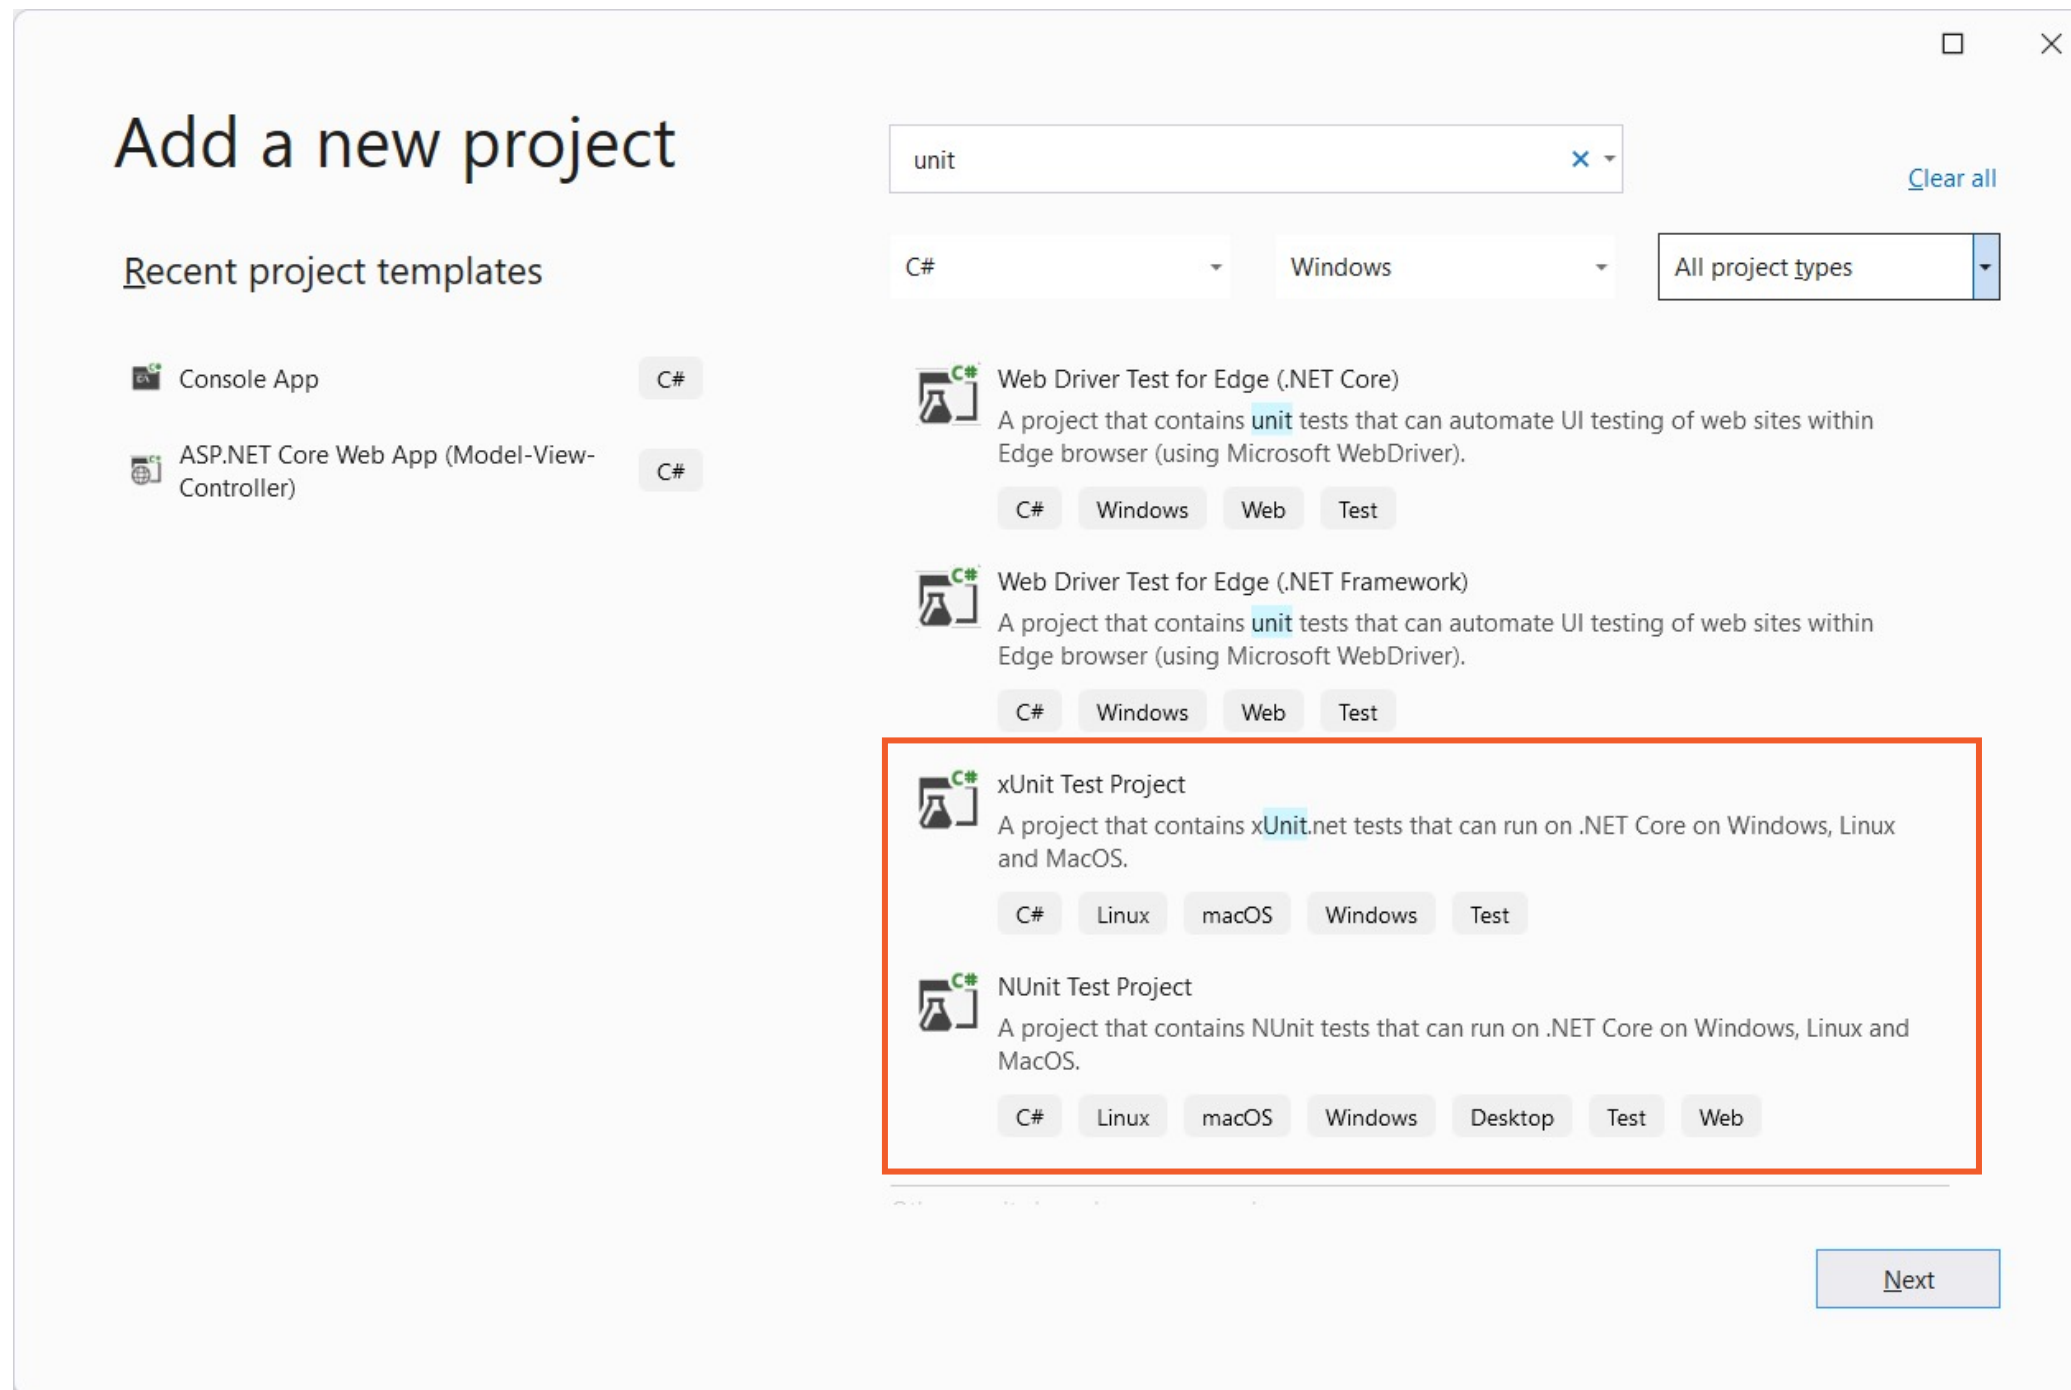 Add a new project
unit
Clear all
Recent project templates
C#
Windows
All project types
Console App
C#
ASP.NET Core Web App (Model-View-
Controller)
C#
Web Driver Test for Edge (.NET Core)
A project that contains unit tests that can automate UI testing of web sites within
Edge browser (using Microsoft WebDriver).
C# Windows Web Test
Web Driver Test for Edge (.NET Framework)
A project that contains unit tests that can automate UI testing of web sites within
Edge browser (using Microsoft WebDriver).
C# Windows Web Test
xUnit Test Project
A project that contains xUnit.net tests that can run on .NET Core on Windows, Linux
and MacOS.
C# Linux macOS Windows Test
NUnit Test Project
A project that contains NUnit tests that can run on .NET Core on Windows, Linux and
MacOS.
C# Linux macOS Windows Desktop Test Web
Next